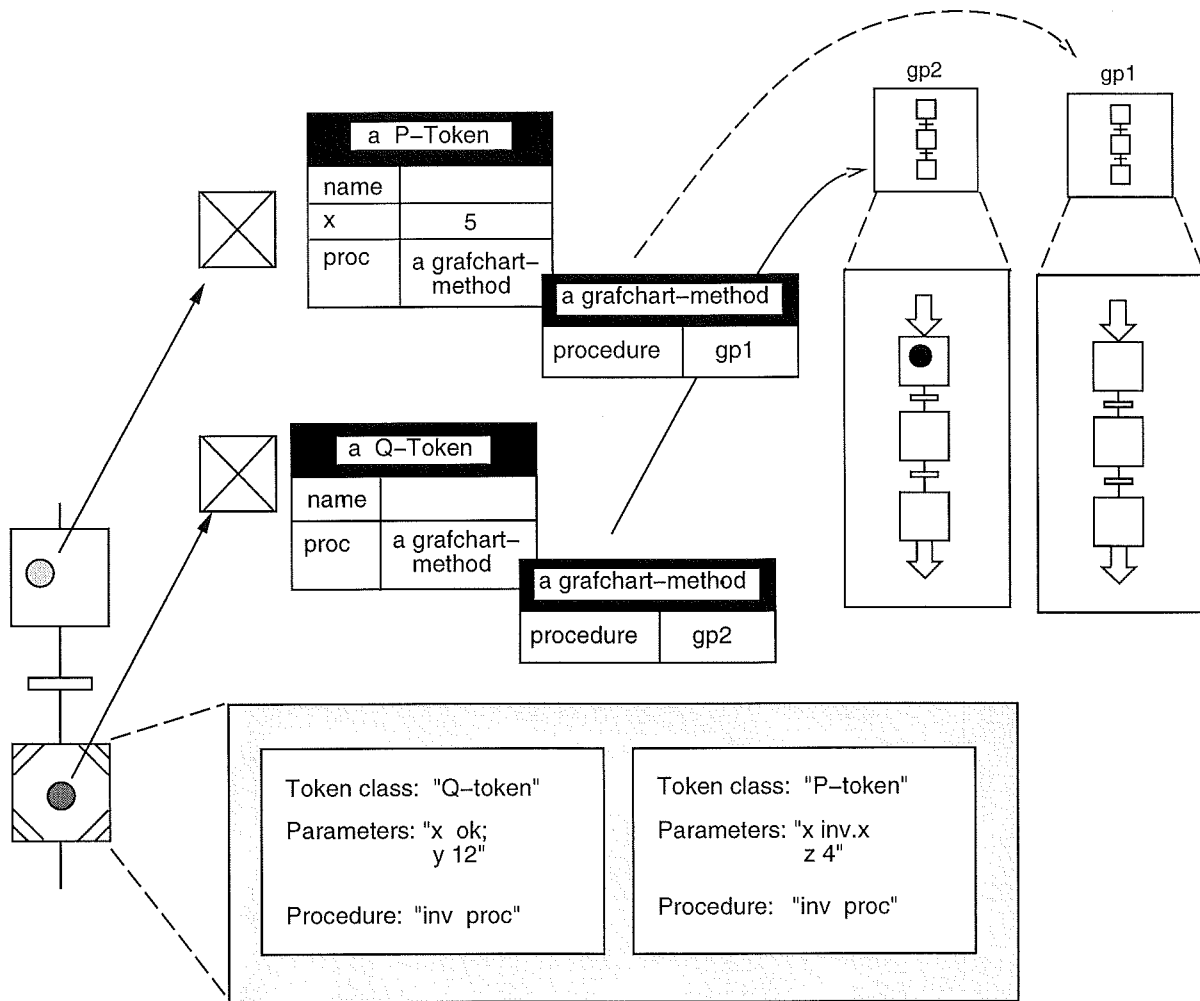 gp2
gp1
a P–Token
name
x 5
proc a grafchart–
method
a grafchart–method
procedure gp1
a Q–Token
name
proc a grafchart–
method
a grafchart–method
procedure gp2
Token class: "Q–token"
Parameters: "x ok;
y 12"
Procedure: "inv proc"
Token class: "P–token"
Parameters: "x inv.x
z 4"
Procedure: "inv proc"